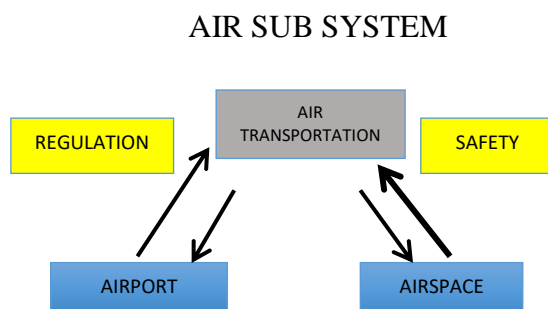 AIR SUB SYSTEM
AIR
TRANSPORTATION
REGULATION
SAFETY
AIRPORT
AIRSPACE